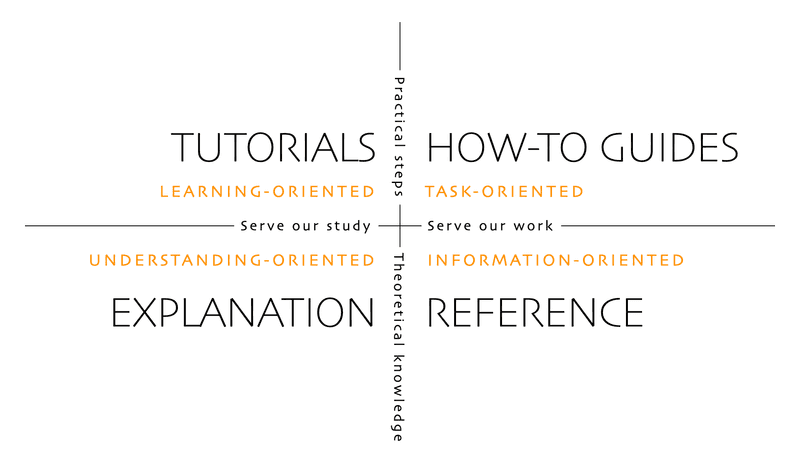 Practical steps
TUTORIALS
HOW-TO GUIDES
LEARNING-ORIENTED
TASK-ORIENTED
Serve our study
Serve our work
UNDERSTANDING-ORIENTED
INFORMATION-ORIENTED
EXPLANATION
REFERENCE
Theoretical knowledge